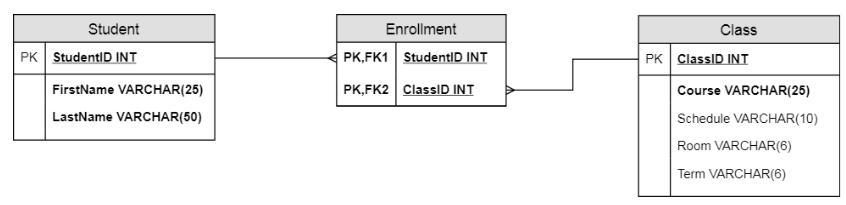 Student
PK StudentID INT
FirstName VARCHAR(25)
LastName VARCHAR(50)
Enrollment
PK,FK1 StudentID INT
PK,FK2 ClassID INT
Class
PK ClassID INT
Course VARCHAR(25)
Schedule VARCHAR(10)
Room VARCHAR(6)
Term VARCHAR(6)